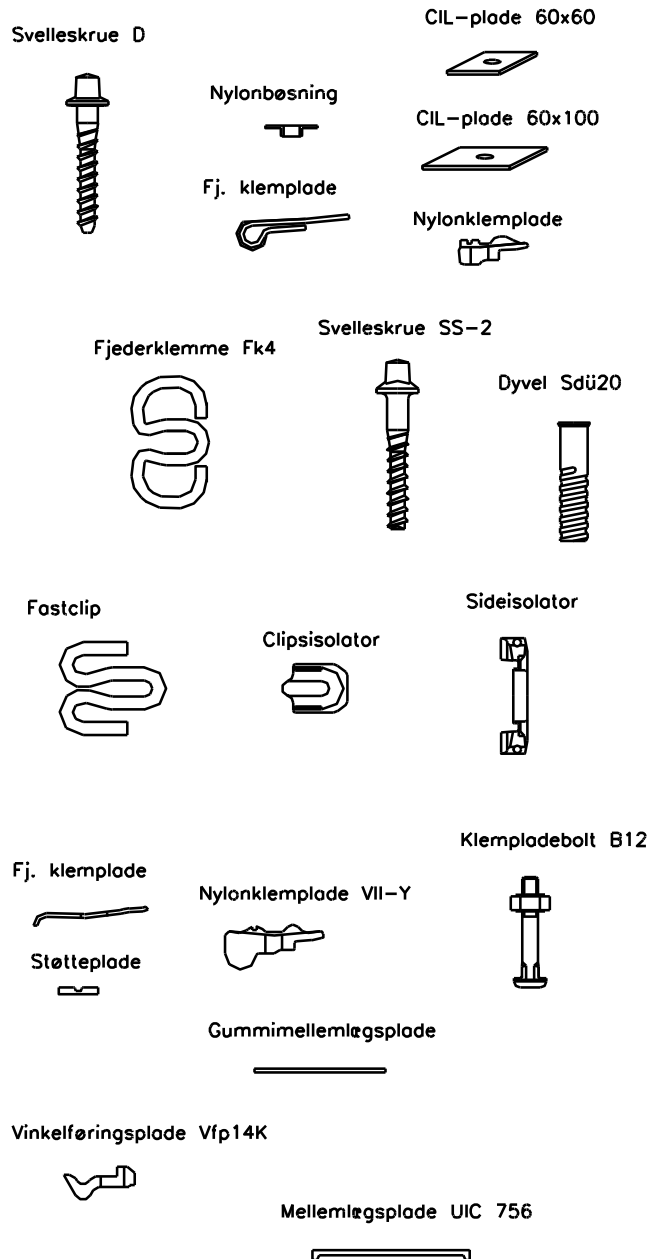 CIL-plade 60x60
Svelleskrue D
Nylonbøsning
CIL-plade 60x100
Fj. klemplade
Nylonklemplade
Svelleskrue SS-2
Fjederklemme Fk4
Dyvel Sdü20
Fastclip
Sideisolator
Clipsisolator
Klempladebolt B12
Fj. klemplade
Nylonklemplade VII-Y
Støtteplade
Gummimellemlægsplade
Vinkelføringsplade Vfp14K
Mellemlægsplade UIC 756